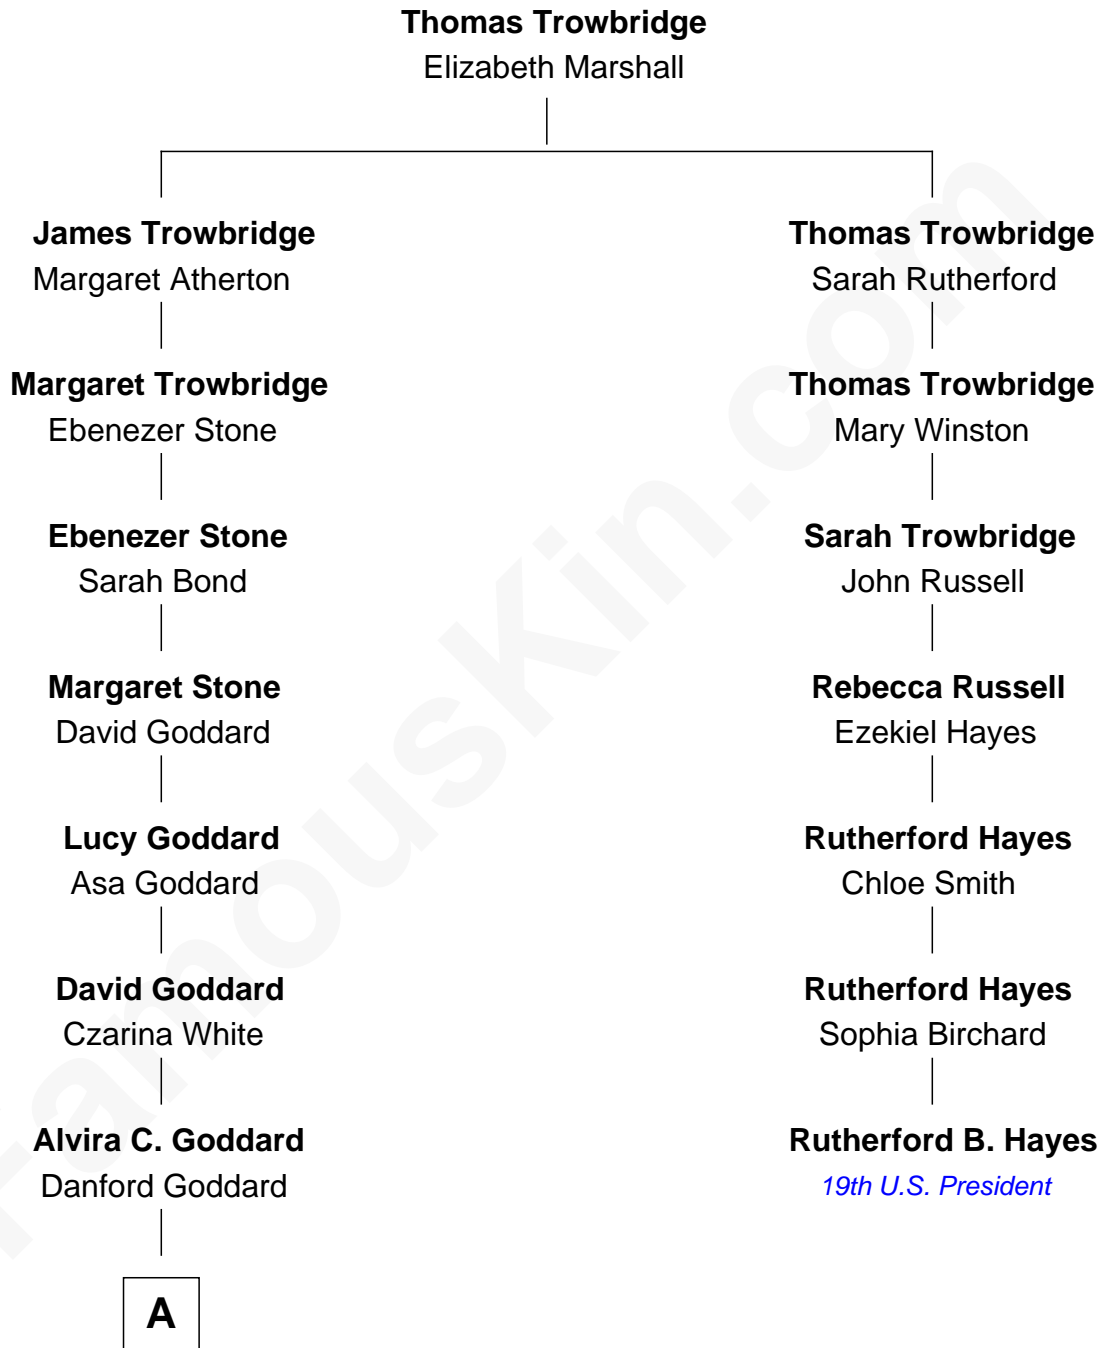 Thomas Trowbridge
Elizabeth Marshall
James Trowbridge
Margaret Atherton
Thomas Trowbridge
Sarah Rutherford
Margaret Trowbridge
Ebenezer Stone
Thomas Trowbridge
Mary Winston
Ebenezer Stone
Sarah Bond
Sarah Trowbridge
John Russell
Margaret Stone
David Goddard
Rebecca Russell
Ezekiel Hayes
Lucy Goddard
Asa Goddard
Rutherford Hayes
Chloe Smith
David Goddard
Czarina White
Rutherford Hayes
Sophia Birchard
Alvira C. Goddard
Danford Goddard
Rutherford B. Hayes
19th U.S. President
A
FamousKin.com